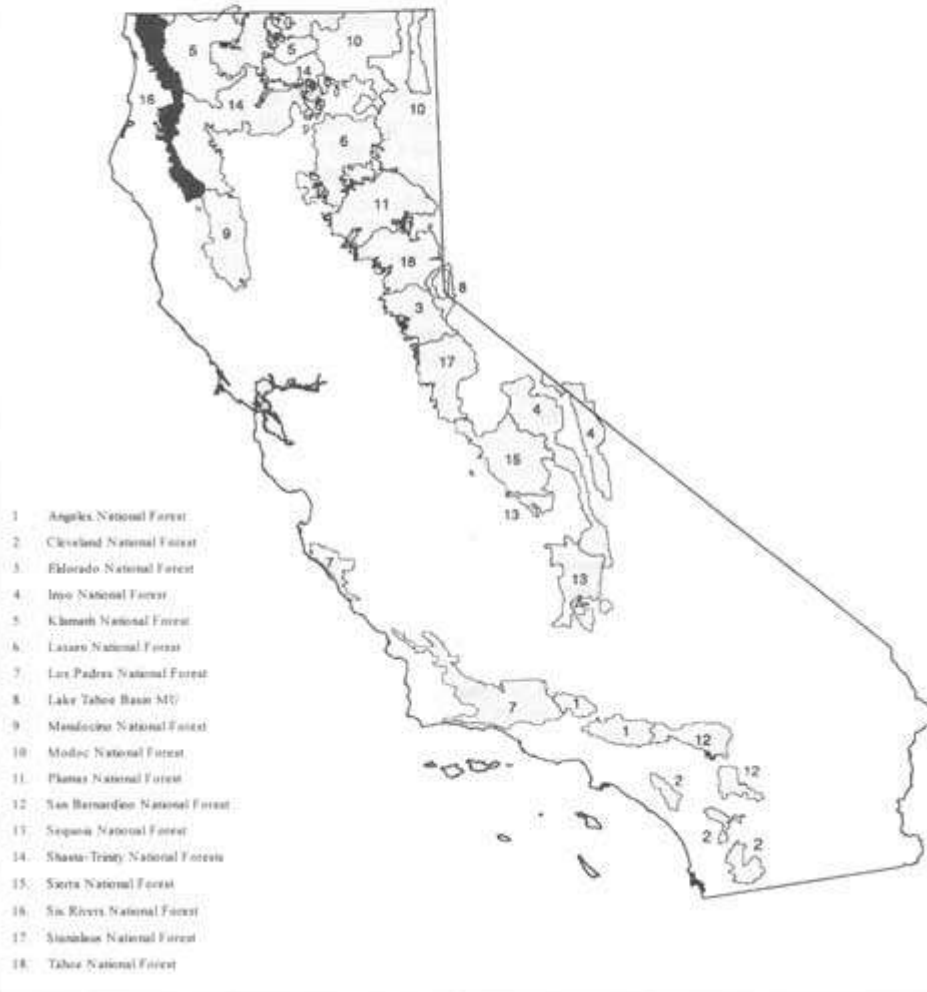 5
5
10
14
16
14
6
10
6
11
9
18
8
3
17
4
4
15
13
7
13
7
1
1
12
12
2
2
2
1 Angeles National Forest
2 Cleveland National Forest
3 Eldorado National Forest
4 Inyo National Forest
5 Klamath National Forest
6 Lassen National Forest
7 Los Padres National Forest
8 Lake Tahoe Basin MU
9 Mendocino National Forest
10 Modoc National Forest
11. Plumas National Forest
12 San Bernardino National Forest
13 Sequoia National Forest
14. Shasta-Trinity National Forests
15. Sierra National Forest
16. Six Rivers National Forest
17 Stanislaus National Forest
18. Tahoe National Forest